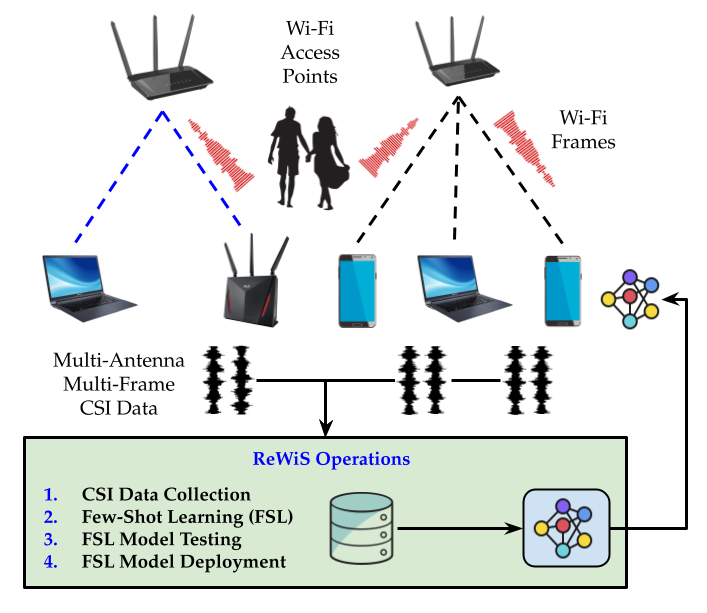 Wi-Fi
Access
Points
Wi-Fi
Frames
Multi-Antenna
Multi-Frame
CSI Data
ReWiS Operations
1. CSI Data Collection
2. Few-Shot Learning (FSL)
3. FSL Model Testing
4. FSL Model Deployment